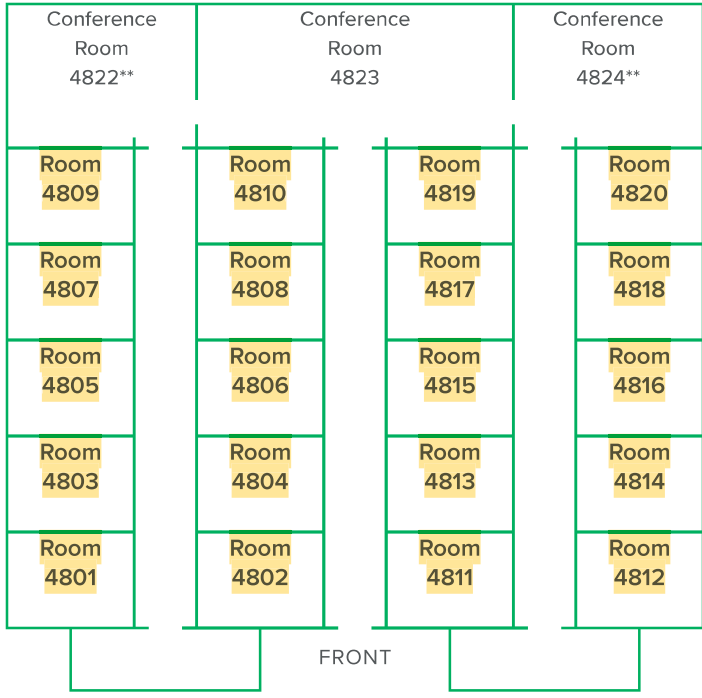 Conference
Room
4822**
Conference
Room
4823
Conference
Room
4824**
Room
4809
Room
4810
Room
4819
Room
4820
Room
4807
Room
4808
Room
4817
Room
4818
Room
4805
Room
4806
Room
4815
Room
4816
Room
4803
Room
4804
Room
4813
Room
4814
Room
4801
Room
4802
Room
4811
Room
4812
FRONT